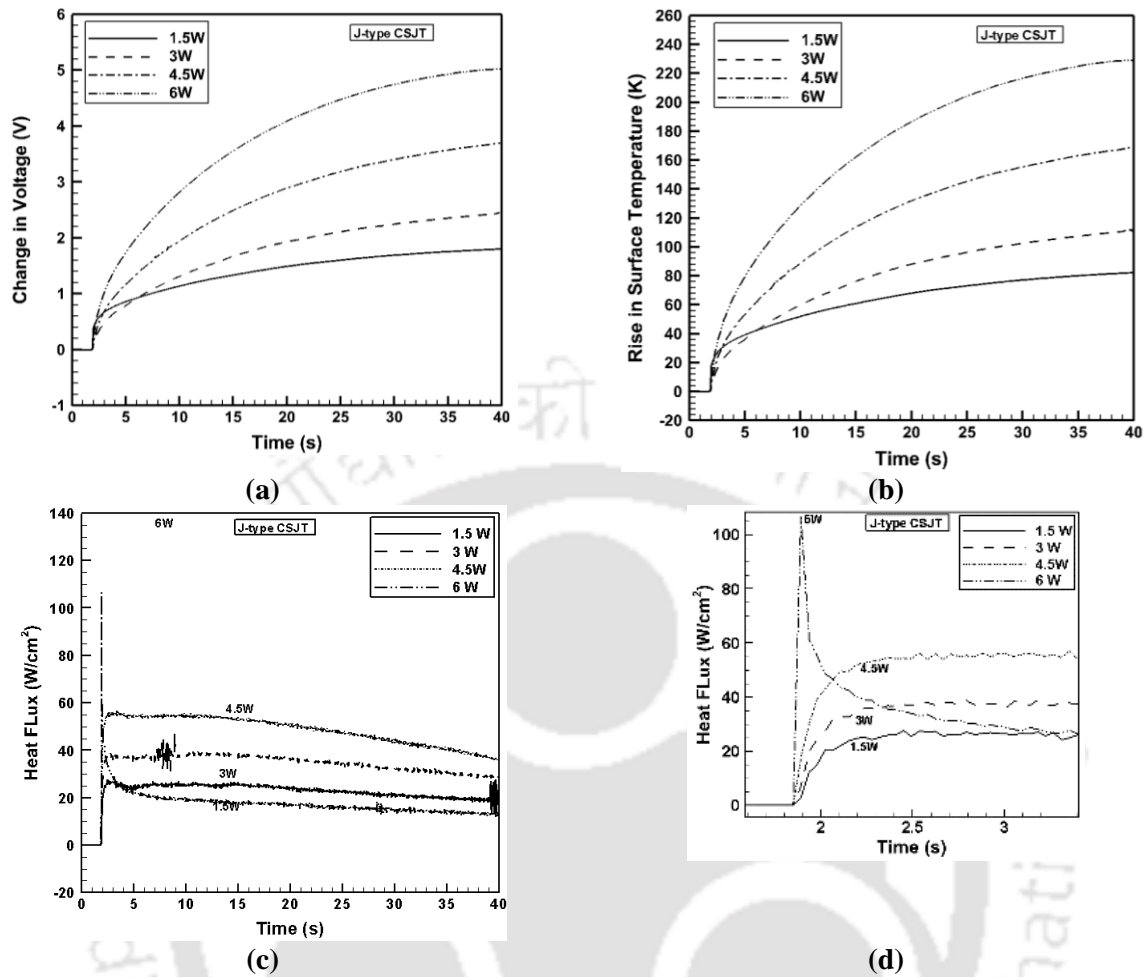 6
5
4
3
2
1
0
-1
Change in Voltage (V)
1.5W
3W
4.5W
6W
J-type CSJT
0 5 10 15 20 25 30 35 40
Time (s)
(a)
260
240
220
200
180
160
140
120
100
80
60
40
20
0
-20
Rise in Surface Temperature (K)
1.5W
3W
4.5W
6W
J-type CSJT
0 5 10 15 20 25 30 35 40
Time (s)
(b)
140
120
100
80
60
40
20
0
-20
Heat FLux (W/cm²)
6W
J-type CSJT
1.5 W
3 W
4.5W
6 W
4.5W
3W
1.5W
0 5 10 15 20 25 30 35 40
Time (s)
(c)
100
80
60
40
20
0
Heat FLux (W/cm²)
6W
J-type CSJT
1.5 W
3 W
4.5W
6 W
4.5W
3W
1.5W
2 2.5 3
Time (s)
(d)